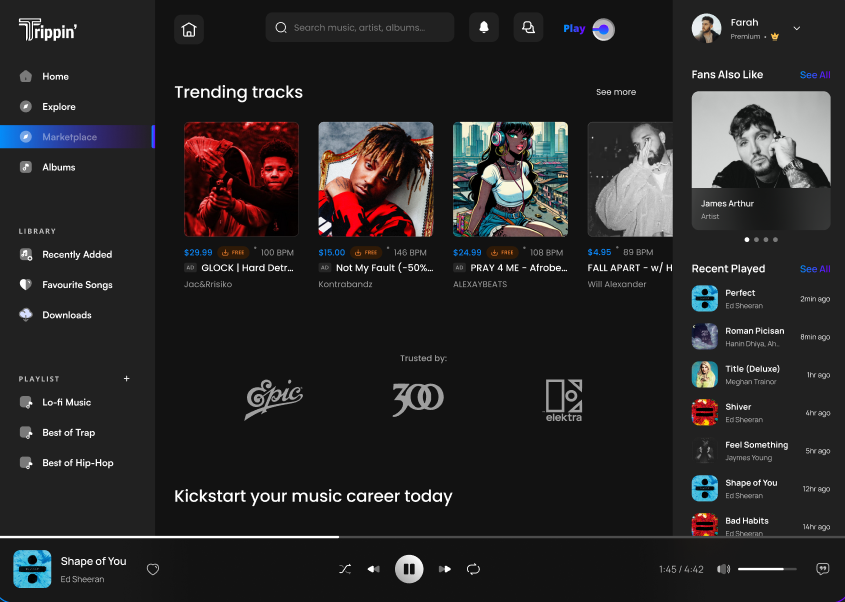 Trippin'
Home
Explore
Marketplace
Albums
LIBRARY
Recently Added
Favourite Songs
Downloads
PLAYLIST +
Lo-fi Music
Best of Trap
Best of Hip-Hop
Search music, artist, albums...
Play
Trending tracks
See more
$29.99 FREE • 100 BPM
AD GLOCK | Hard Detr...
Jac&Rrisiko
$15.00 FREE • 146 BPM
AD Not My Fault (-50%...
Kontrabandz
$24.99 FREE • 108 BPM
AD PRAY 4 ME - Afrobe...
ALEXAYBEATS
$4.95 • 89 BPM
FALL APART - w/ H
Will Alexander
Trusted by:
Epic
300
elektra
Kickstart your music career today
Farah
Premium •
Fans Also Like
See All
James Arthur
Artist
Recent Played
See All
Perfect
Ed Sheeran
2min ago
Roman Picisan
Hanin Dhiya, Ah..
8min ago
Title (Deluxe)
Meghan Trainor
1hr ago
Shiver
Ed Sheeran
4hr ago
Feel Something
Jaymes Young
5hr ago
Shape of You
Ed Sheeran
12hr ago
Bad Habits
Ed Sheeran
14hr ago
Shape of You
Ed Sheeran
1:45 / 4:42